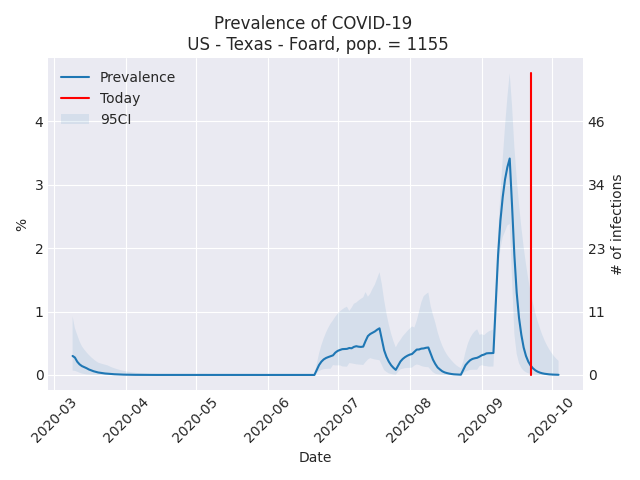 Prevalence of COVID-19
US - Texas - Foard, pop. = 1155
Prevalence
Today
95CI
4
3
2
1
0
%
46
34
23
11
0
# of infections
2020-03
2020-04
2020-05
2020-06
2020-07
2020-08
2020-09
2020-10
Date